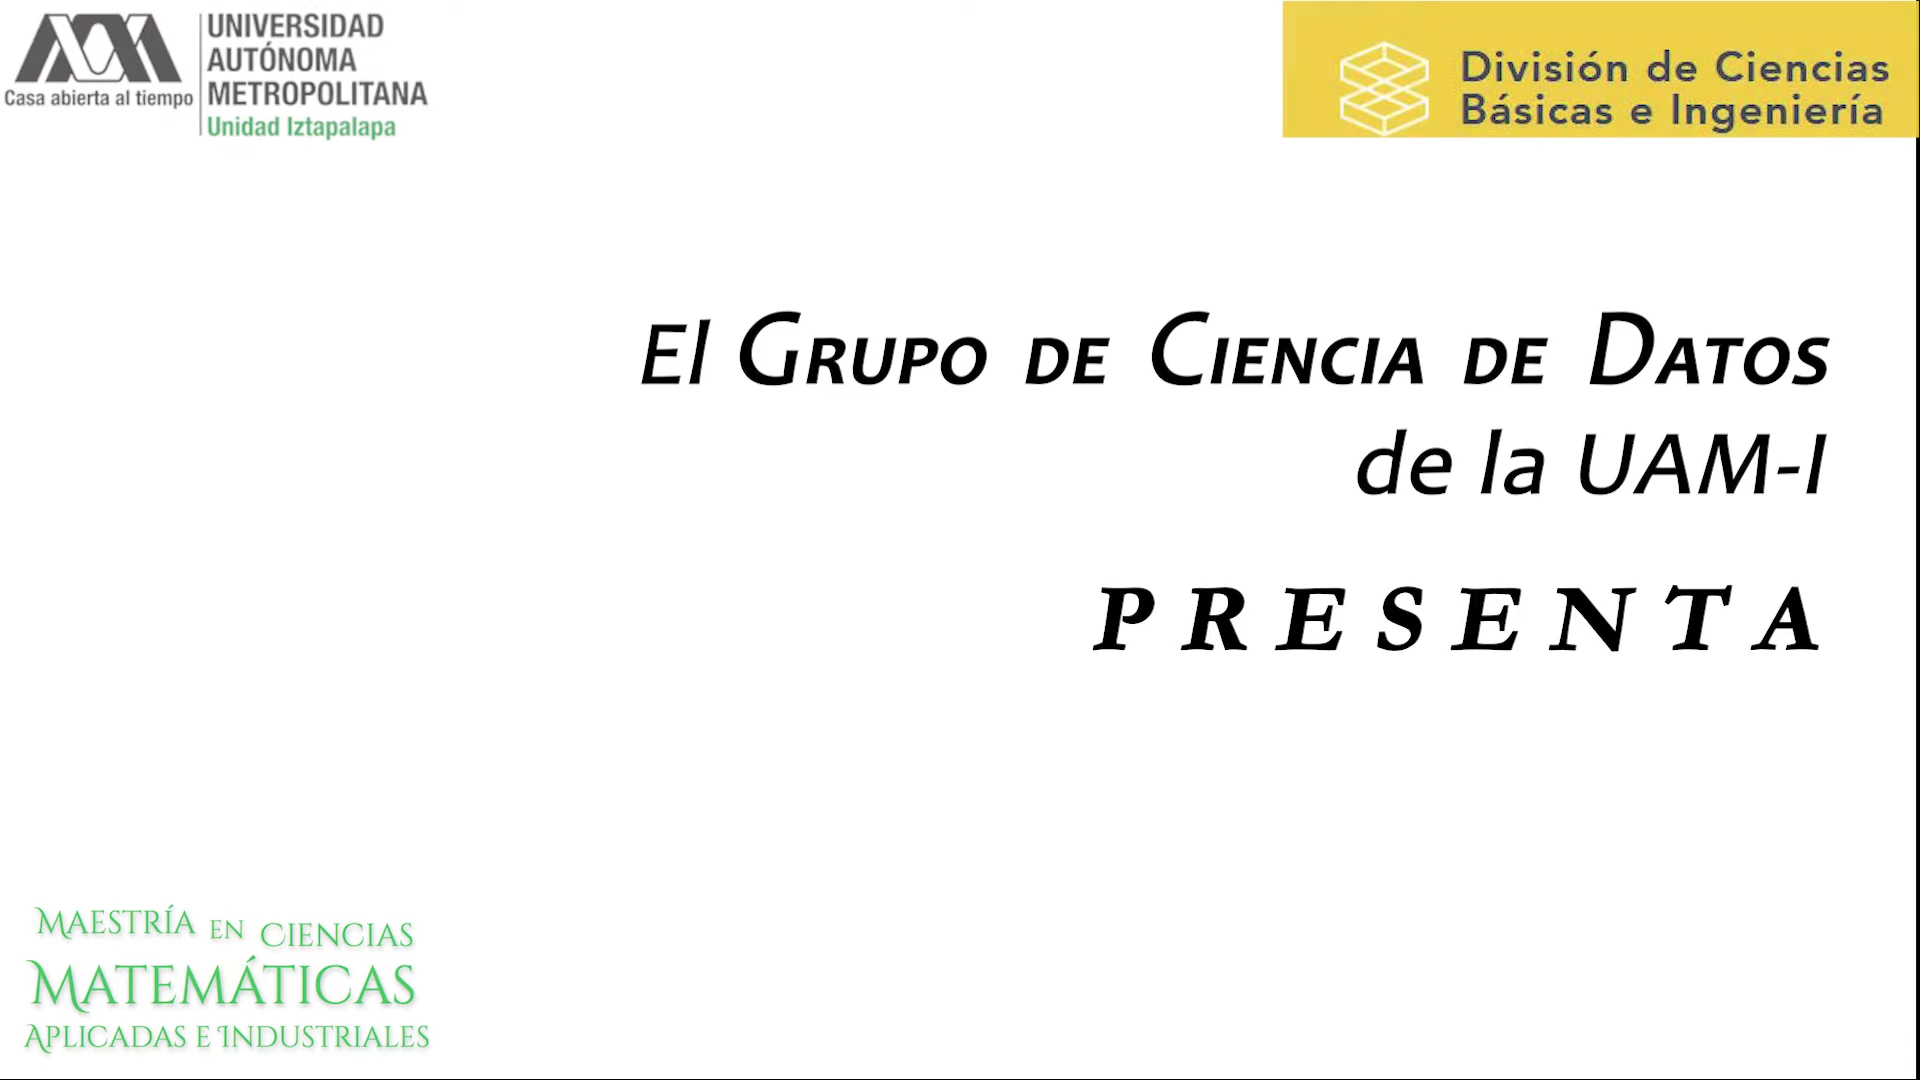 UNIVERSIDAD
AUTÓNOMA
METROPOLITANA
Casa abierta al tiempo
Unidad Iztapalapa
División de Ciencias
Básicas e Ingeniería
El GRUPO DE CIENCIA DE DATOS
de la UAM-I
PRESENTA
MAESTRÍA EN CIENCIAS
MATEMÁTICAS
APLICADAS E INDUSTRIALES